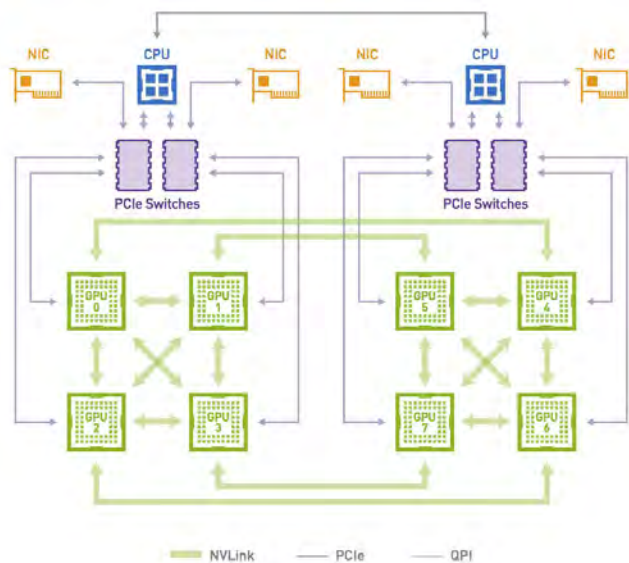 NIC
CPU
NIC
NIC
CPU
NIC
PCIe Switches
PCIe Switches
GPU
0
GPU
1
GPU
5
GPU
4
GPU
2
GPU
3
GPU
7
GPU
6
NVLink
PCIe
QPI